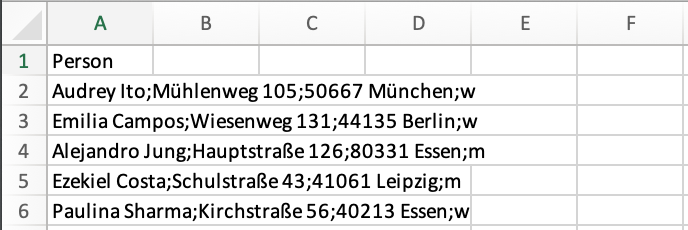 A B C D E F
1 Person
2 Audrey Ito;Mühlenweg 105;50667 München;w
3 Emilia Campos;Wiesenweg 131;44135 Berlin;w
4 Alejandro Jung;Hauptstraße 126;80331 Essen;m
5 Ezekiel Costa;Schulstraße 43;41061 Leipzig;m
6 Paulina Sharma;Kirchstraße 56;40213 Essen;w